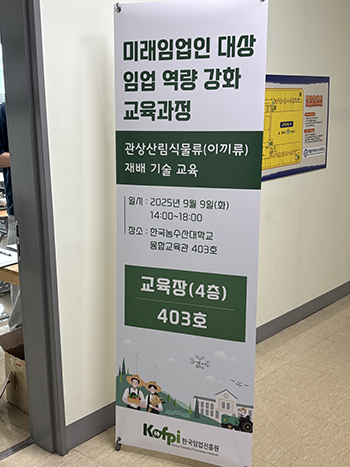 미래임업인 대상
임업 역량 강화
교육과정
관상산림식물류(이끼류)
재배 기술 교육
일시 : 2025년 9월 9일(화)
14:00~18:00
장소 : 한국농수산대학교
융합교육관 403호
교육장(4층)
403호
Kofpi 한국임업진흥원